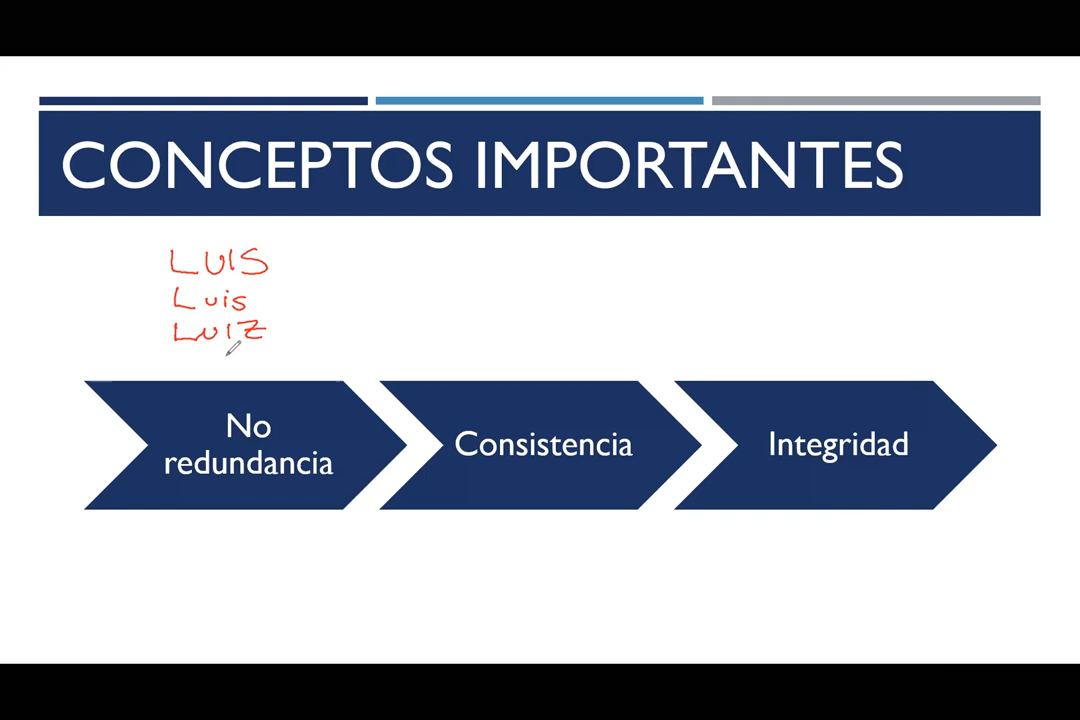 CONCEPTOS IMPORTANTES
LUIS
Luis
LUIZ
No
redundancia
Consistencia
Integridad